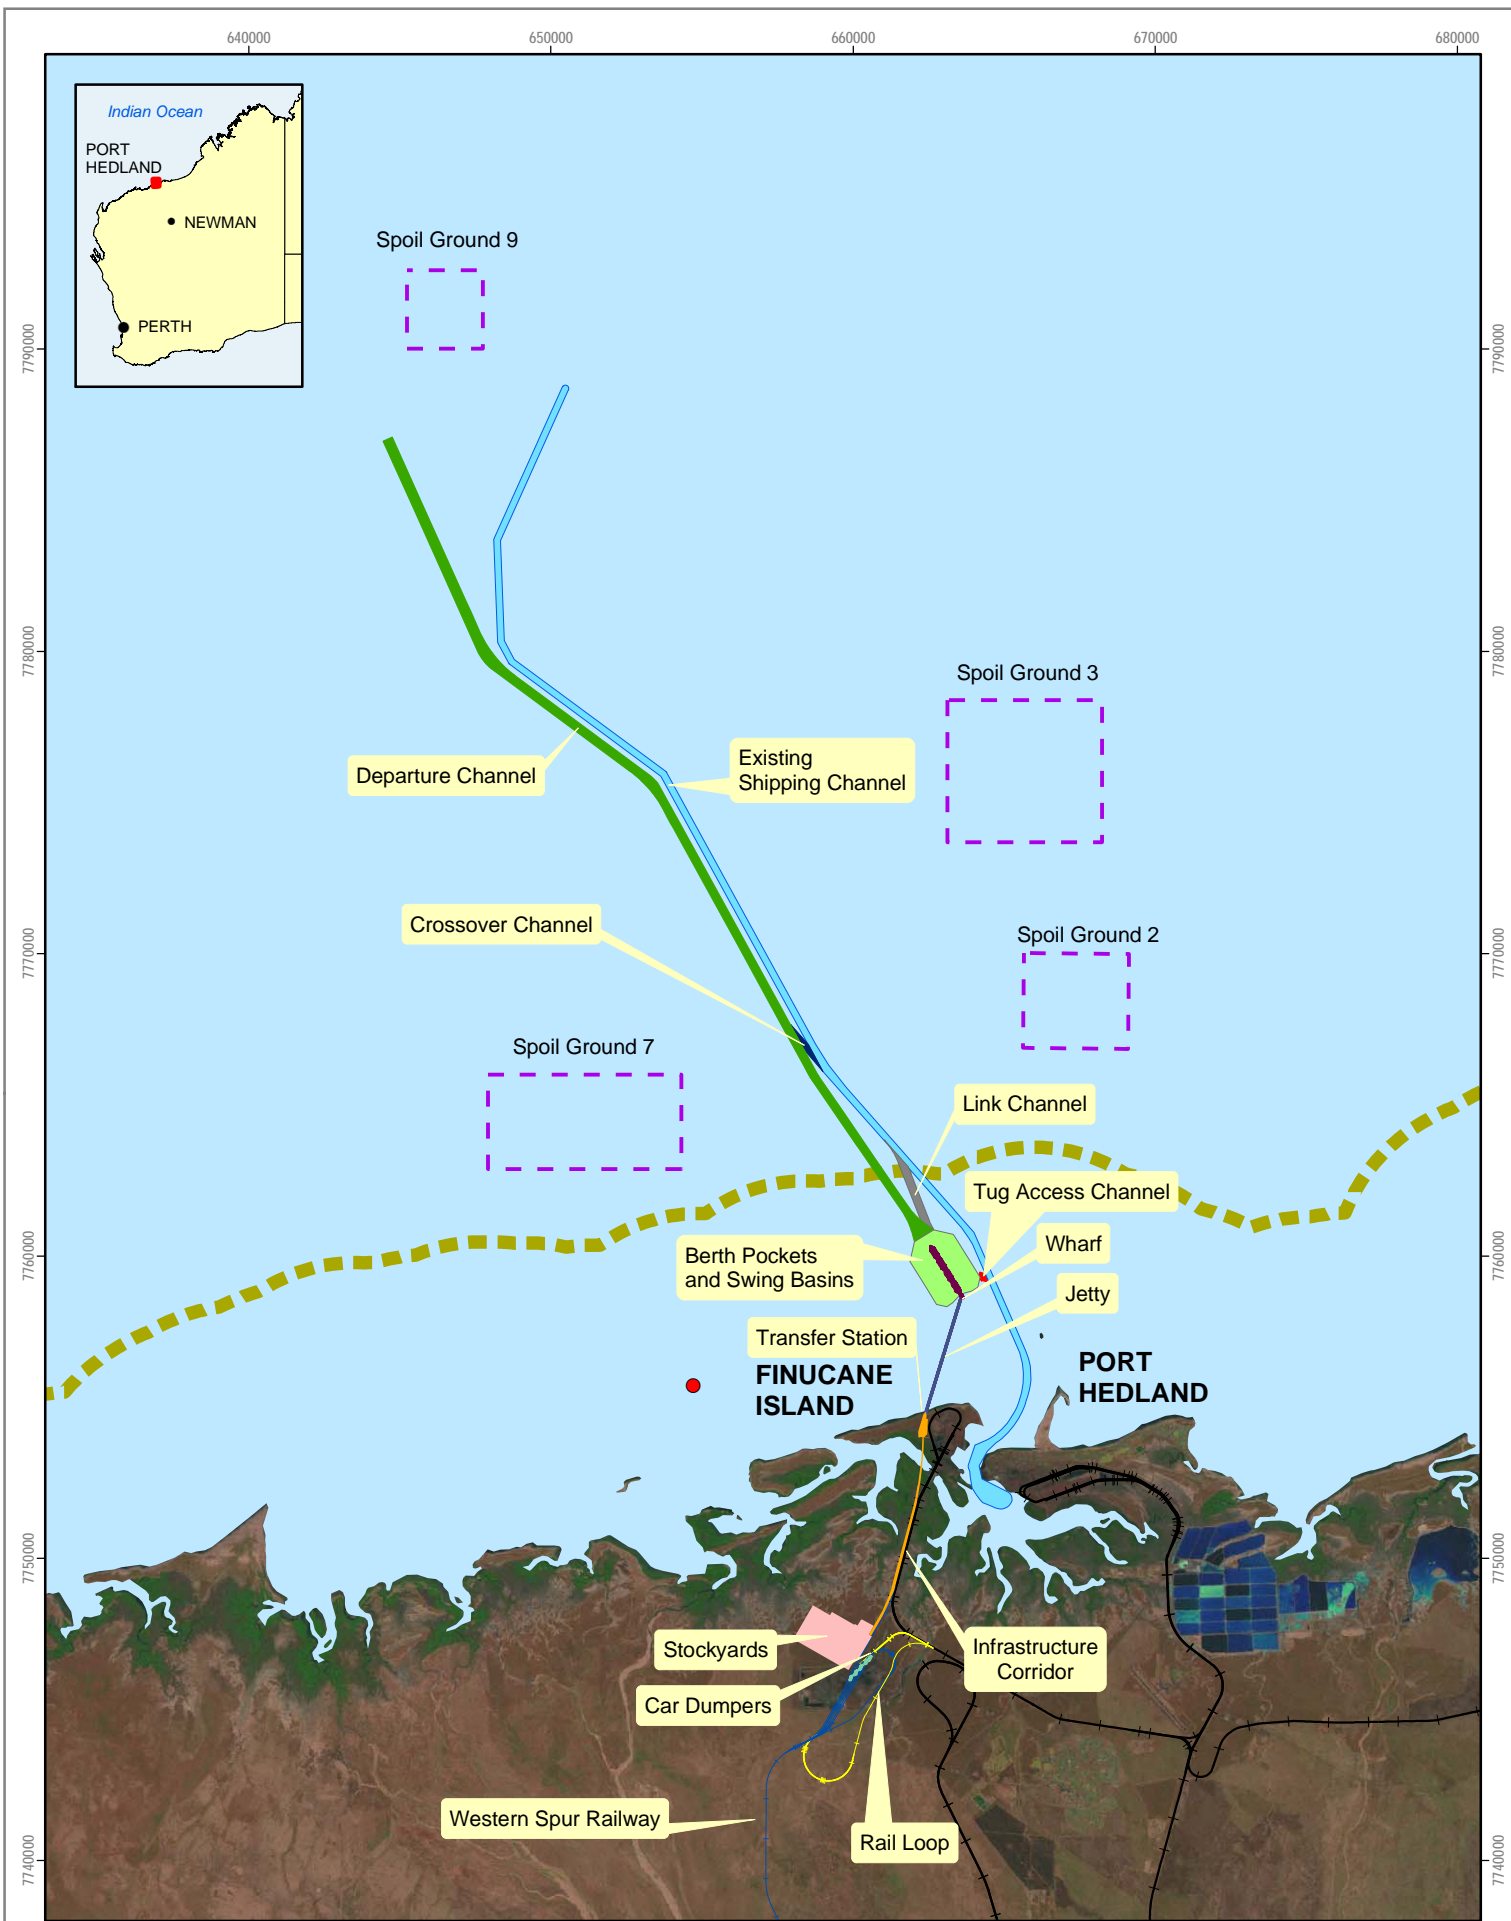 640000
650000
660000
670000
680000
Indian Ocean
PORT
HEDLAND
NEWMAN
PERTH
Spoil Ground 9
7790000
7790000
7780000
7780000
Spoil Ground 3
Departure Channel
Existing
Shipping Channel
Crossover Channel
Spoil Ground 2
7770000
7770000
Spoil Ground 7
Link Channel
Tug Access Channel
Wharf
Berth Pockets
and Swing Basins
7760000
7760000
Jetty
Transfer Station
FINUCANE
ISLAND
PORT
HEDLAND
7750000
7750000
Stockyards
Infrastructure
Corridor
Car Dumpers
Western Spur Railway
Rail Loop
7740000
7740000